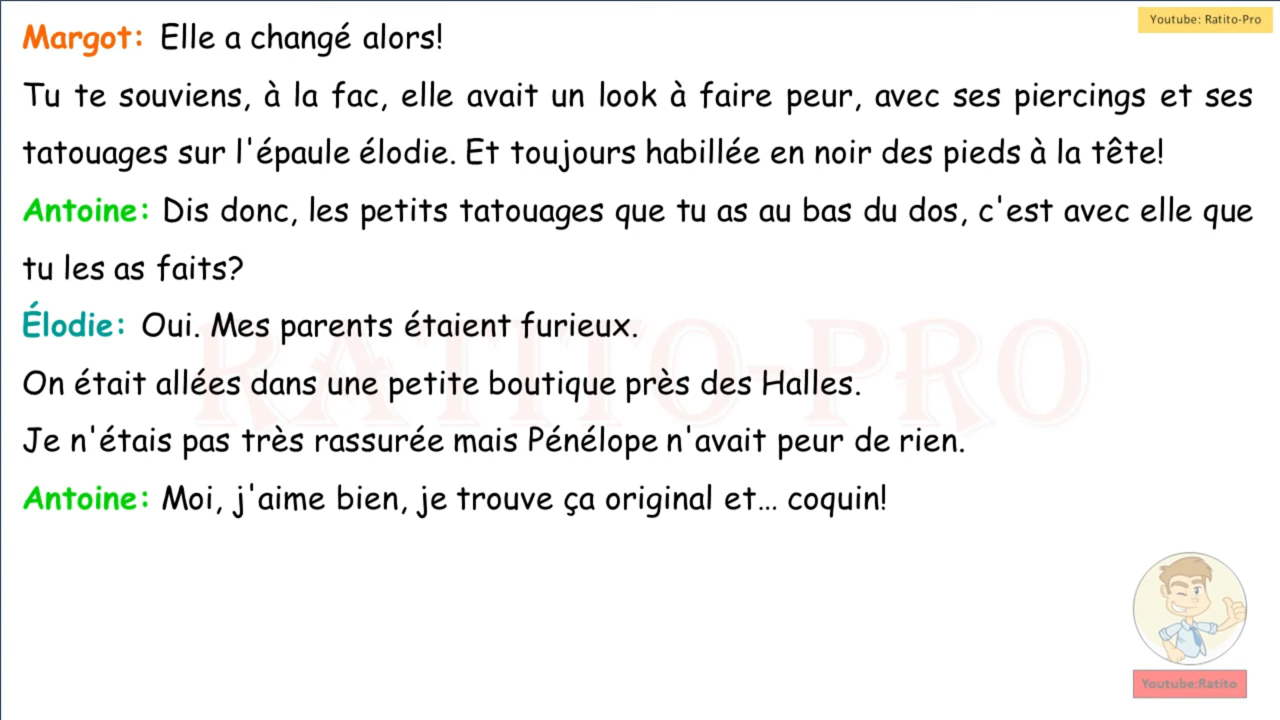 Youtube: Ratito-Pro
Margot: Elle a changé alors!
Tu te souviens, à la fac, elle avait un look à faire peur, avec ses piercings et ses
tatouages sur l'épaule élodie. Et toujours habillée en noir des pieds à la tête!
Antoine: Dis donc, les petits tatouages que tu as au bas du dos, c'est avec elle que
tu les as faits?
Élodie: Oui. Mes parents étaient furieux.
On était allées dans une petite boutique près des Halles.
Je n'étais pas très rassurée mais Pénélope n'avait peur de rien.
Antoine: Moi, j'aime bien, je trouve ça original et... coquin!
RATITO-PRO
Youtube:Ratito